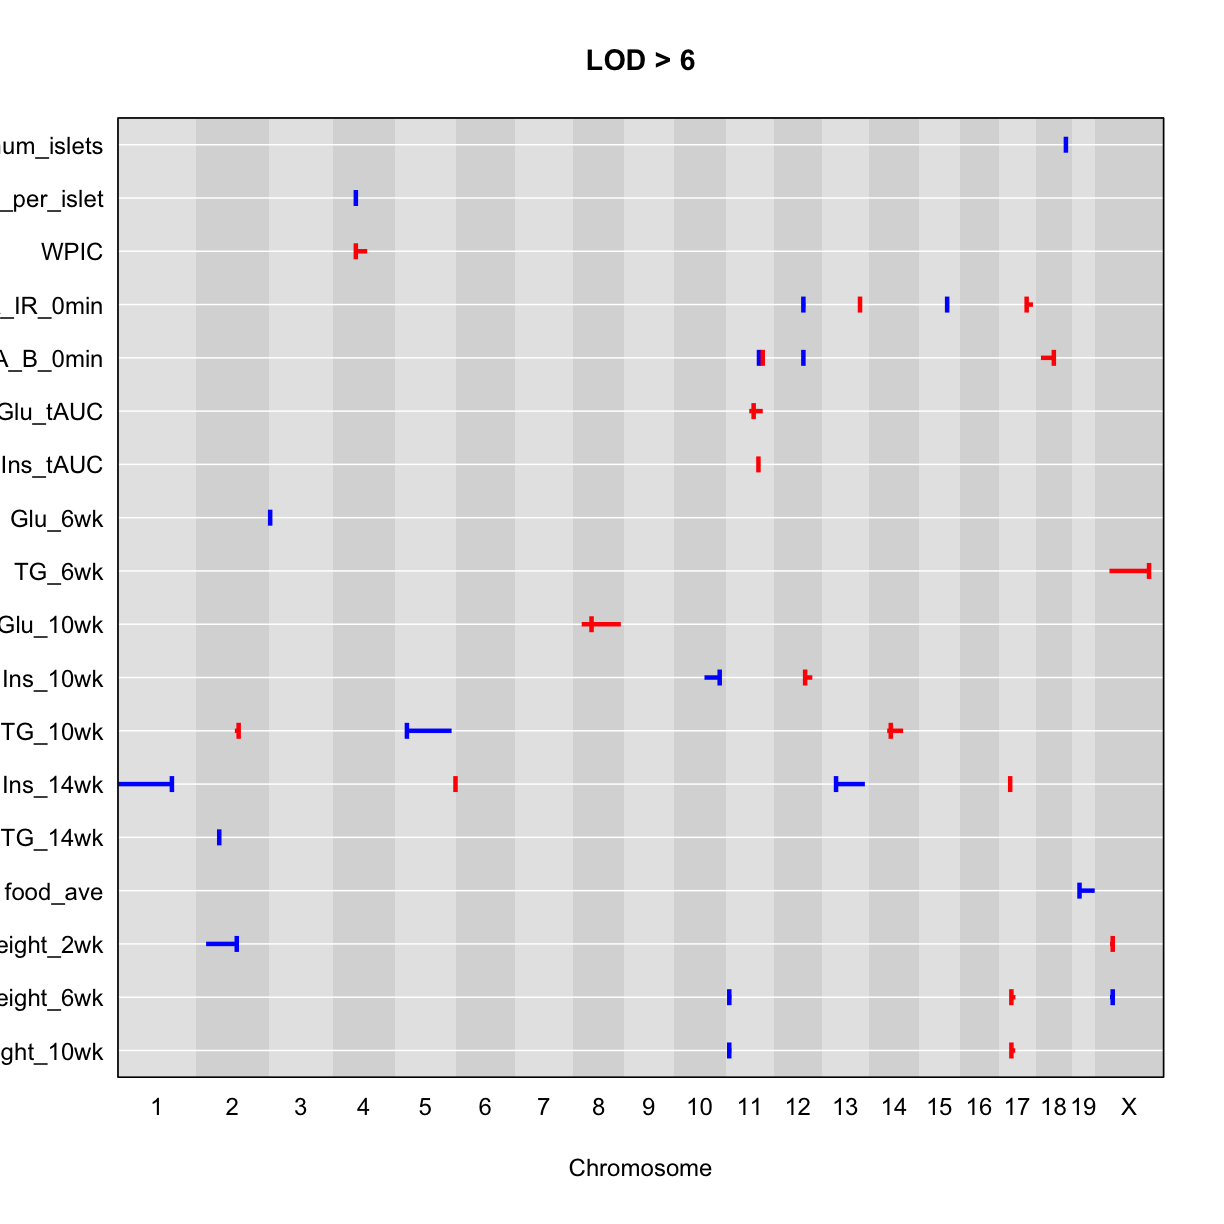 LOD > 6
um_islets
_per_islet
WPIC
_IR_0min
A_B_0min
Glu_tAUC
Ins_tAUC
Glu_6wk
TG_6wk
Glu_10wk
Ins_10wk
TG_10wk
Ins_14wk
TG_14wk
food_ave
eight_2wk
eight_6wk
ght_10wk
1 2 3 4 5 6 7 8 9 10 11 12 13 14 15 16 17 18 19 X
Chromosome